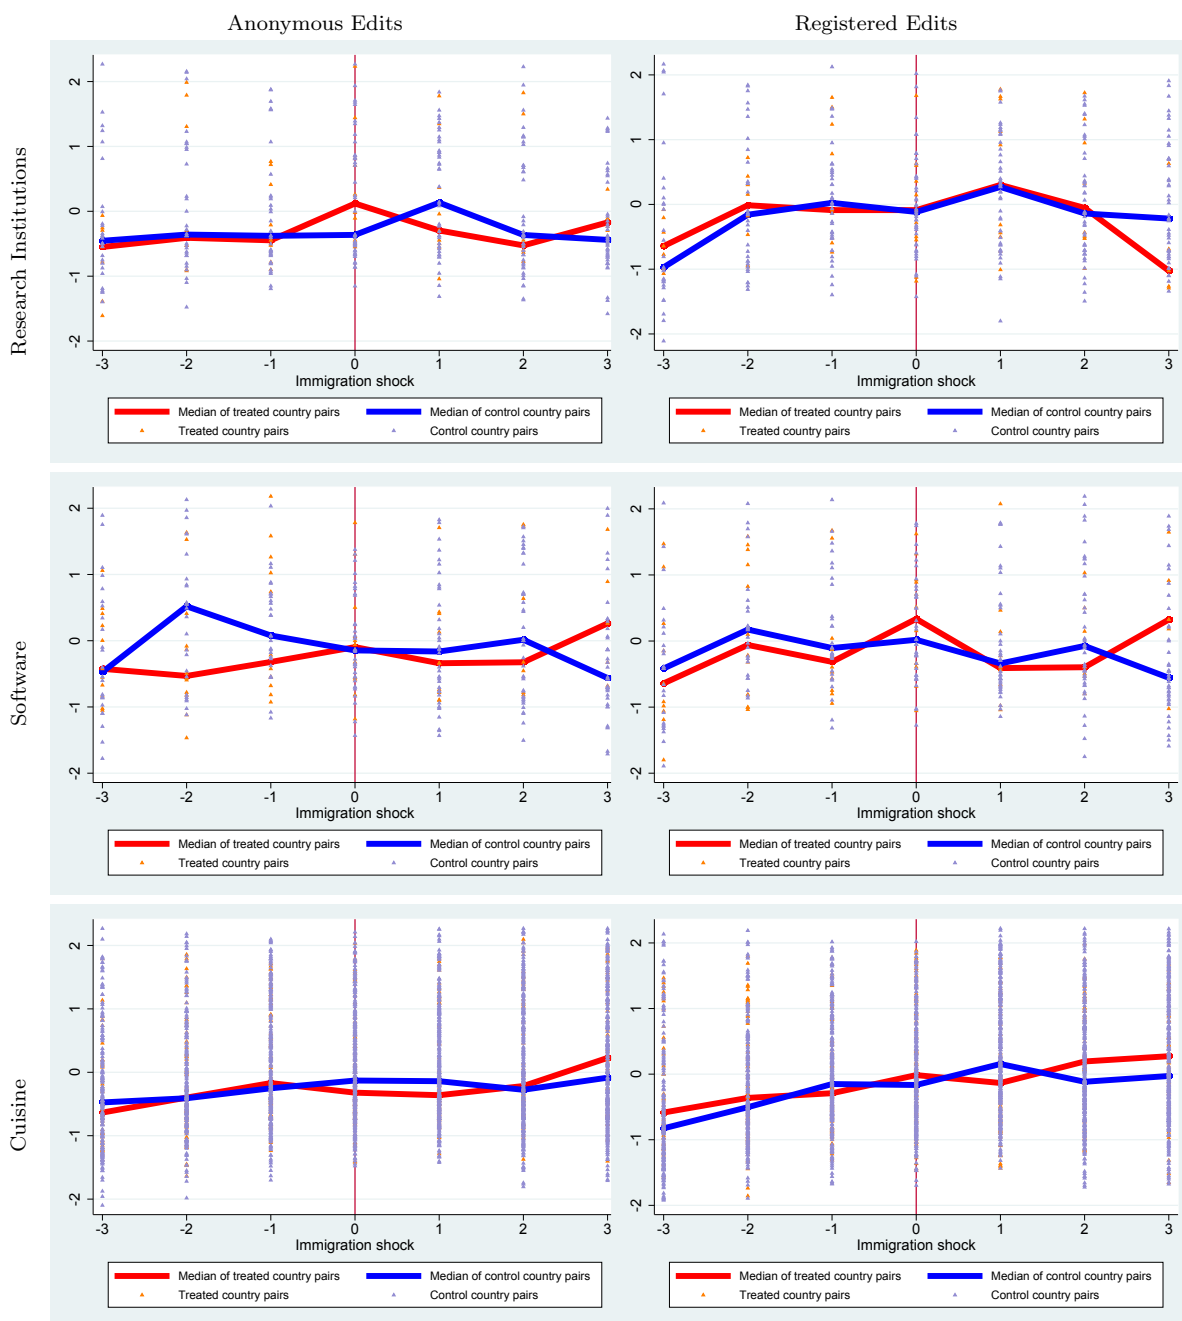 Anonymous Edits
Registered Edits
Research Institutions
2
1
0
-1
-2
-3 -2 -1 0 1 2 3
Immigration shock
Median of treated country pairs Median of control country pairs
Treated country pairs Control country pairs
2
1
0
-1
-2
-3 -2 -1 0 1 2 3
Immigration shock
Median of treated country pairs Median of control country pairs
Treated country pairs Control country pairs
Software
2
1
0
-1
-2
-3 -2 -1 0 1 2 3
Immigration shock
Median of treated country pairs Median of control country pairs
Treated country pairs Control country pairs
2
1
0
-1
-2
-3 -2 -1 0 1 2 3
Immigration shock
Median of treated country pairs Median of control country pairs
Treated country pairs Control country pairs
Cuisine
2
1
0
-1
-2
-3 -2 -1 0 1 2 3
Immigration shock
Median of treated country pairs Median of control country pairs
Treated country pairs Control country pairs
2
1
0
-1
-2
-3 -2 -1 0 1 2 3
Immigration shock
Median of treated country pairs Median of control country pairs
Treated country pairs Control country pairs